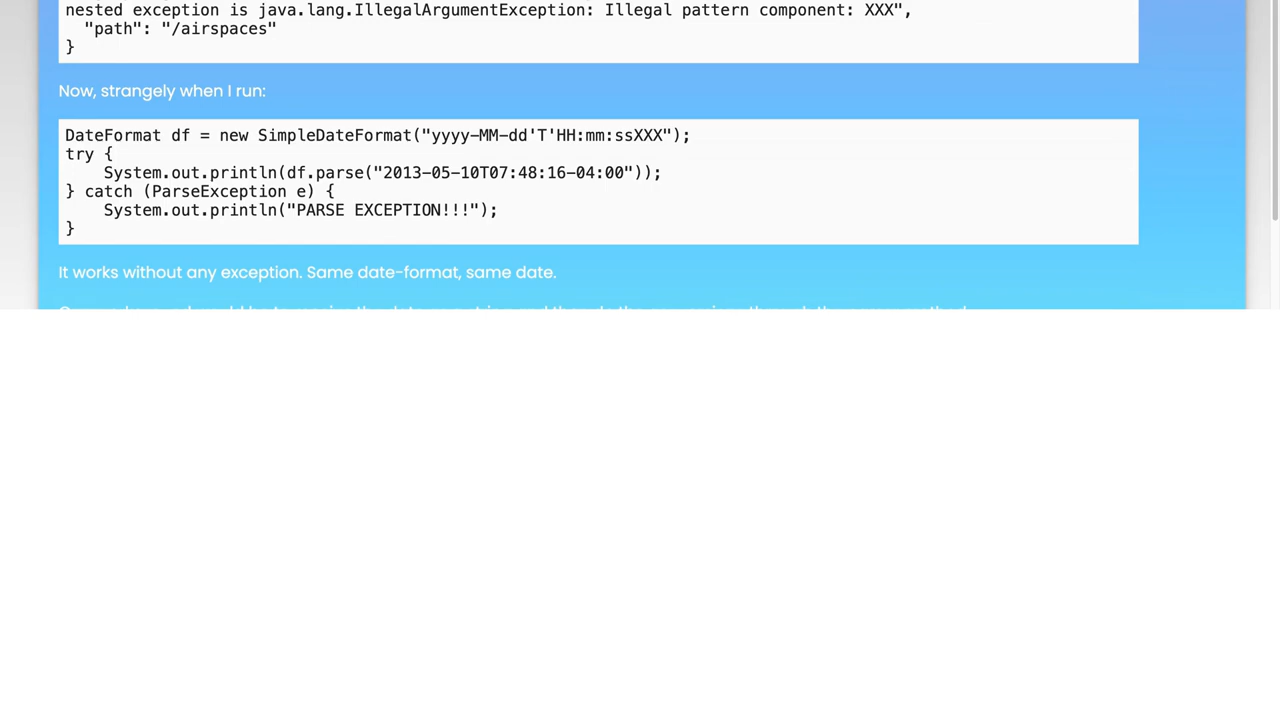 nested exception is java.lang.IllegalArgumentException: Illegal pattern component: XXX",
  "path": "/airspaces"
}
Now, strangely when I run:
DateFormat df = new SimpleDateFormat("yyyy-MM-dd'T'HH:mm:ssXXX");
try {
    System.out.println(df.parse("2013-05-10T07:48:16-04:00"));
} catch (ParseException e) {
    System.out.println("PARSE EXCEPTION!!!");
}
It works without any exception. Same date-format, same date.